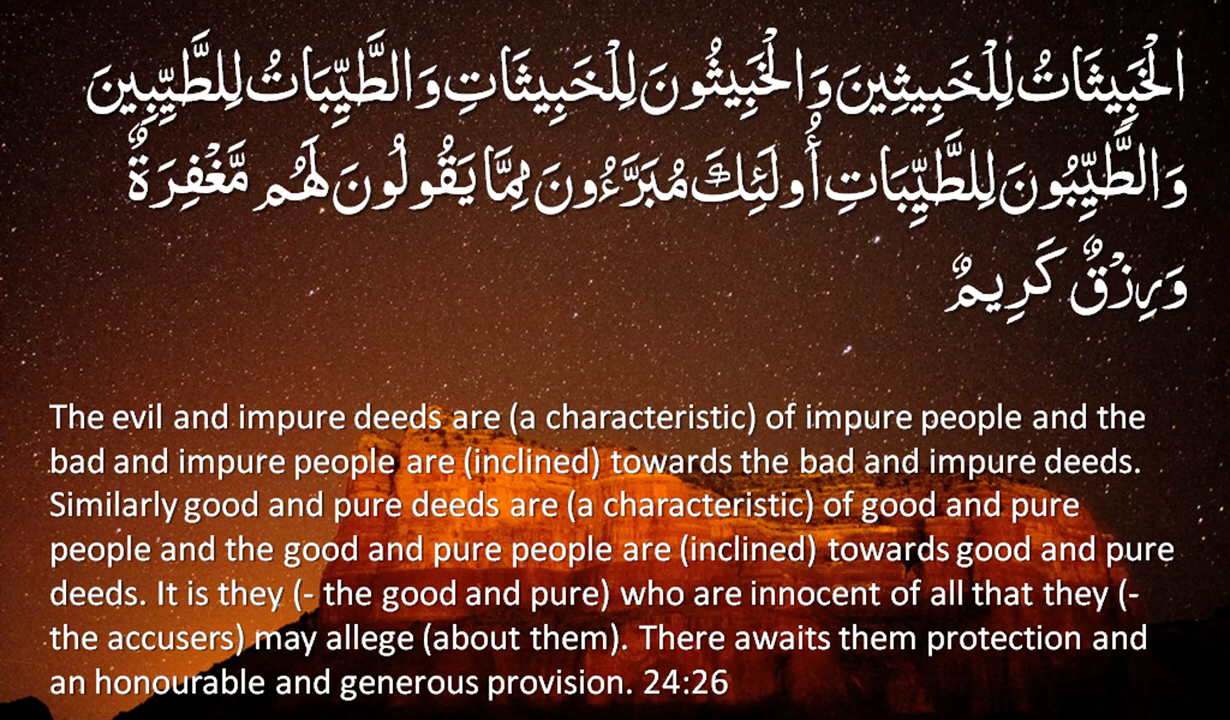 الْخَبِيثَاتُ لِلْخَبِيثِينَ وَالْخَبِيثُونَ لِلْخَبِيثَاتِ وَالطَّيِّبَاتُ لِلطَّيِّبِينَ
وَالطَّيِّبُونَ لِلطَّيِّبَاتِ أُولَئِكَ مُبَرَّءُونَ مِمَّا يَقُولُونَ لَهُم مَّغْفِرَةٌ
وَرِزْقٌ كَرِيمٌ
The evil and impure deeds are (a characteristic) of impure people and the
bad and impure people are (inclined) towards the bad and impure deeds.
Similarly good and pure deeds are (a characteristic) of good and pure
people and the good and pure people are (inclined) towards good and pure
deeds. It is they (- the good and pure) who are innocent of all that they (-
the accusers) may allege (about them). There awaits them protection and
an honourable and generous provision. 24:26